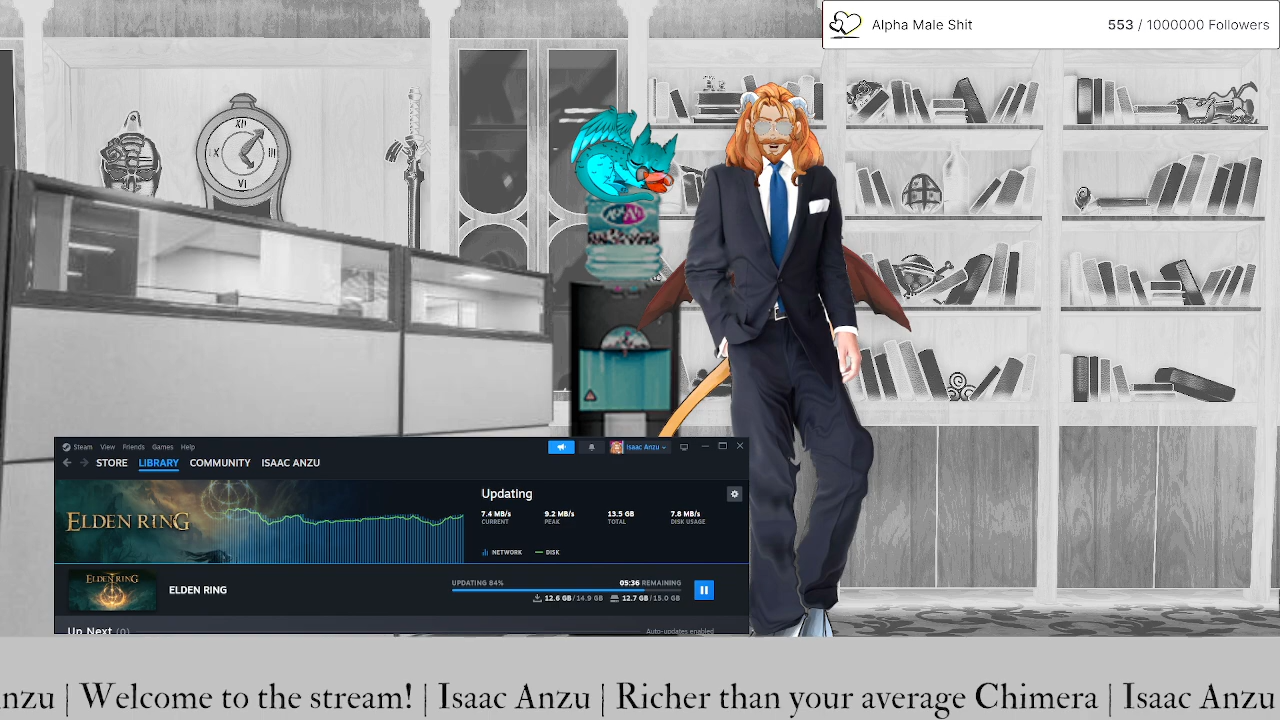 Alpha Male Shit 553 / 1000000 Followers
XII
III
VI
IX
Steam View Friends Games Help Isaac Anzu
STORE LIBRARY COMMUNITY ISAAC ANZU
ELDEN RING
Updating
7.4 MB/s 9.2 MB/s 13.5 GB 7.8 MB/s
CURRENT PEAK TOTAL DISK USAGE
NETWORK DISK
ELDEN RING
ELDEN RING
UPDATING 84% 05:36 REMAINING
12.6 GB / 14.9 GB 12.7 GB / 15.0 GB
Up Next (0) Auto-updates enabled
nzu | Welcome to the stream! | Isaac Anzu | Richer than your average Chimera | Isaac Anzu